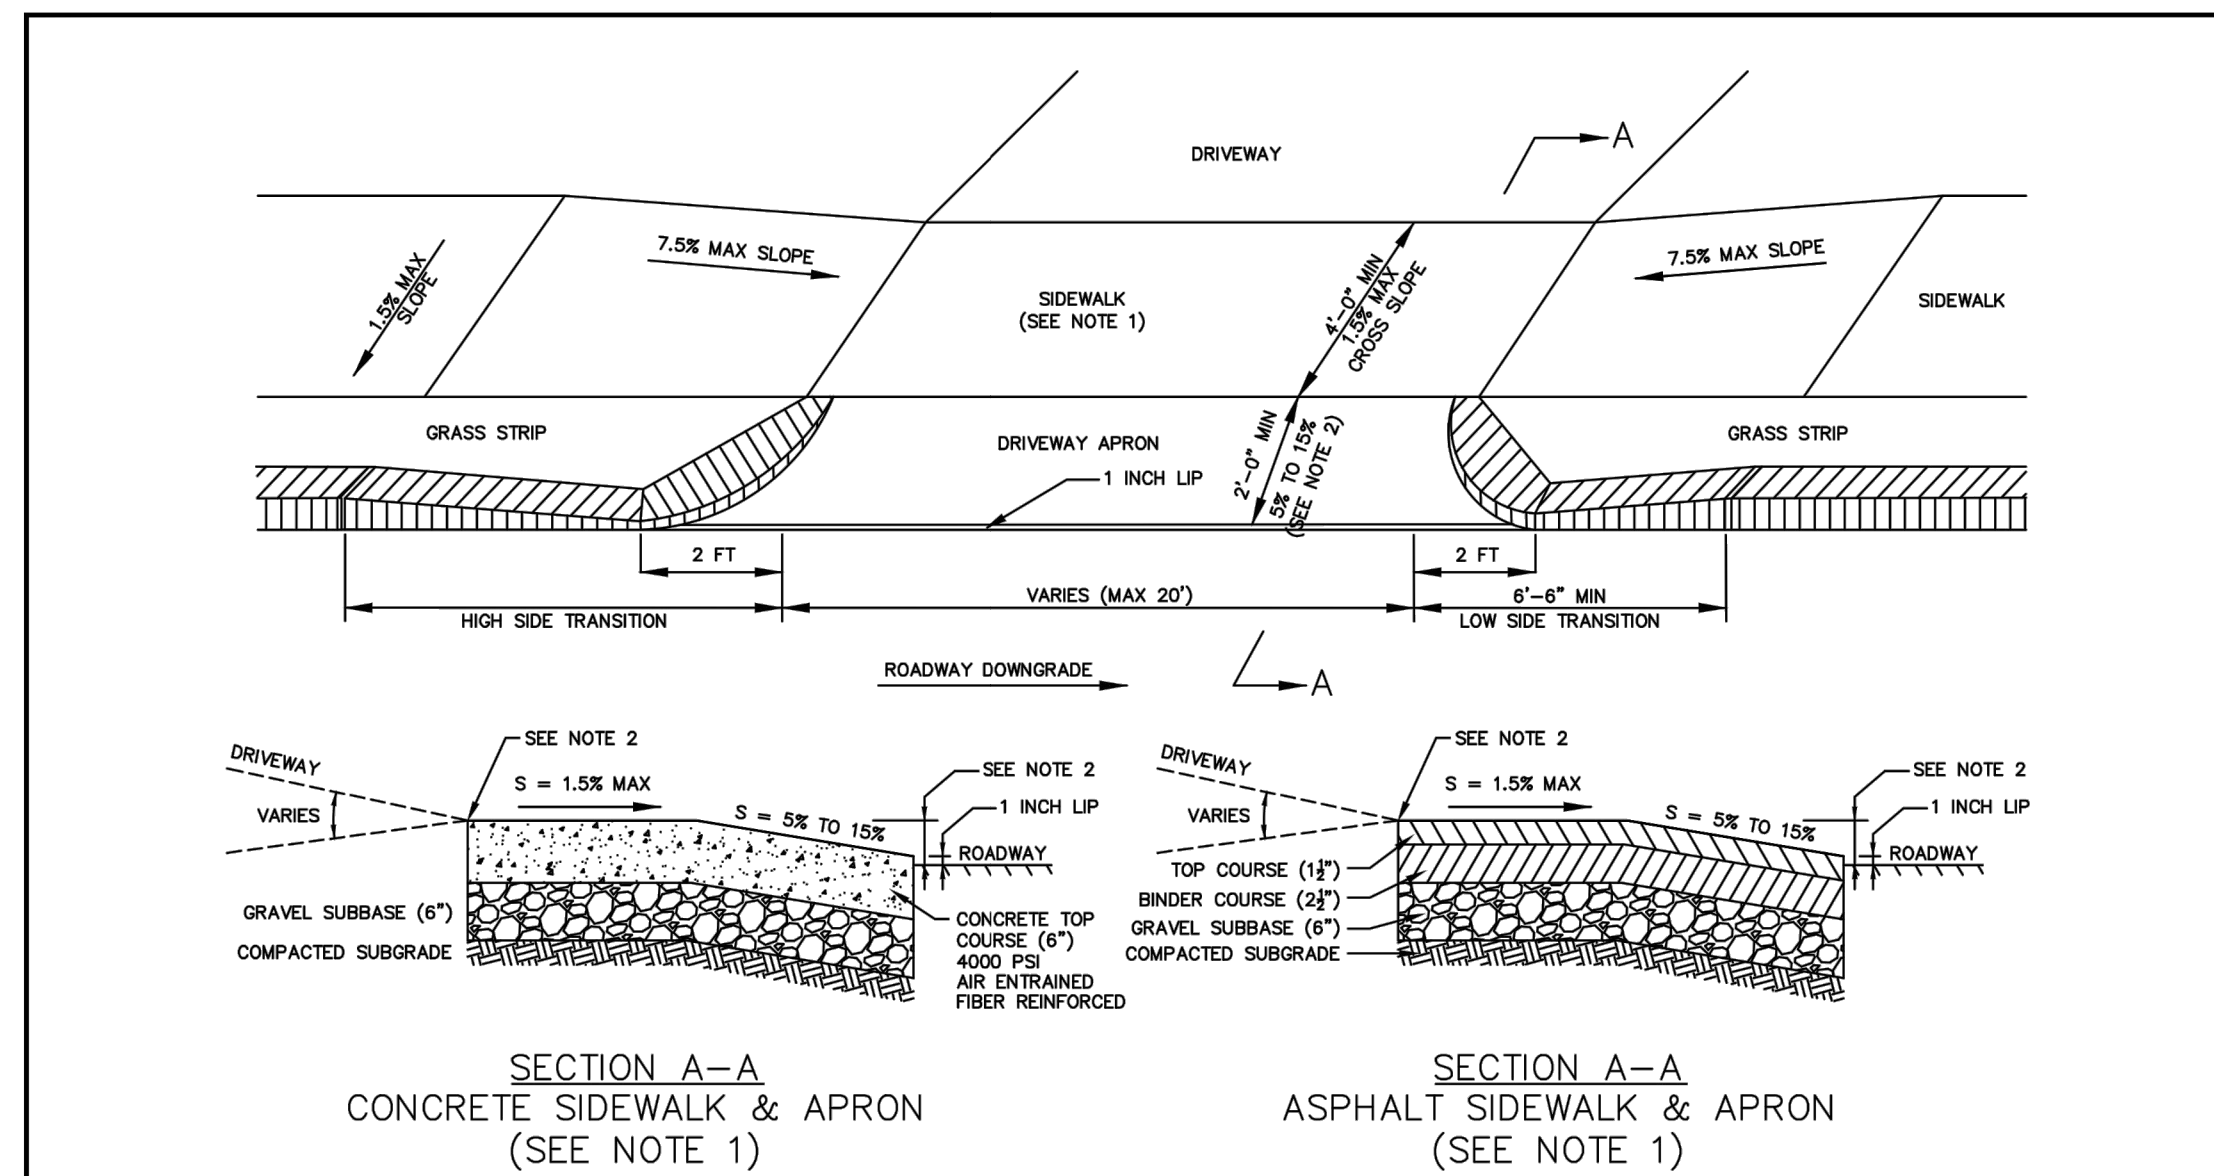 DRIVEWAY
A
7.5% MAX SLOPE
7.5% MAX SLOPE
1.5% MAX
SLOPE
SIDEWALK
(SEE NOTE 1)
4'-0" MIN
1.5% MAX
CROSS SLOPE
SIDEWALK
GRASS STRIP
DRIVEWAY APRON
1 INCH LIP
2'-0" MIN
5% TO 15%
(SEE NOTE 2)
GRASS STRIP
2 FT
2 FT
VARIES (MAX 20')
6'-6" MIN
HIGH SIDE TRANSITION
LOW SIDE TRANSITION
ROADWAY DOWNGRADE
A
DRIVEWAY
VARIES
SEE NOTE 2
S = 1.5% MAX
S = 5% TO 15%
SEE NOTE 2
1 INCH LIP
ROADWAY
GRAVEL SUBBASE (6")
COMPACTED SUBGRADE
CONCRETE TOP
COURSE (6")
4000 PSI
AIR ENTRAINED
FIBER REINFORCED
SECTION A-A
CONCRETE SIDEWALK & APRON
(SEE NOTE 1)
DRIVEWAY
VARIES
SEE NOTE 2
S = 1.5% MAX
S = 5% TO 15%
SEE NOTE 2
1 INCH LIP
ROADWAY
TOP COURSE (1½")
BINDER COURSE (2½")
GRAVEL SUBBASE (6")
COMPACTED SUBGRADE
SECTION A-A
ASPHALT SIDEWALK & APRON
(SEE NOTE 1)